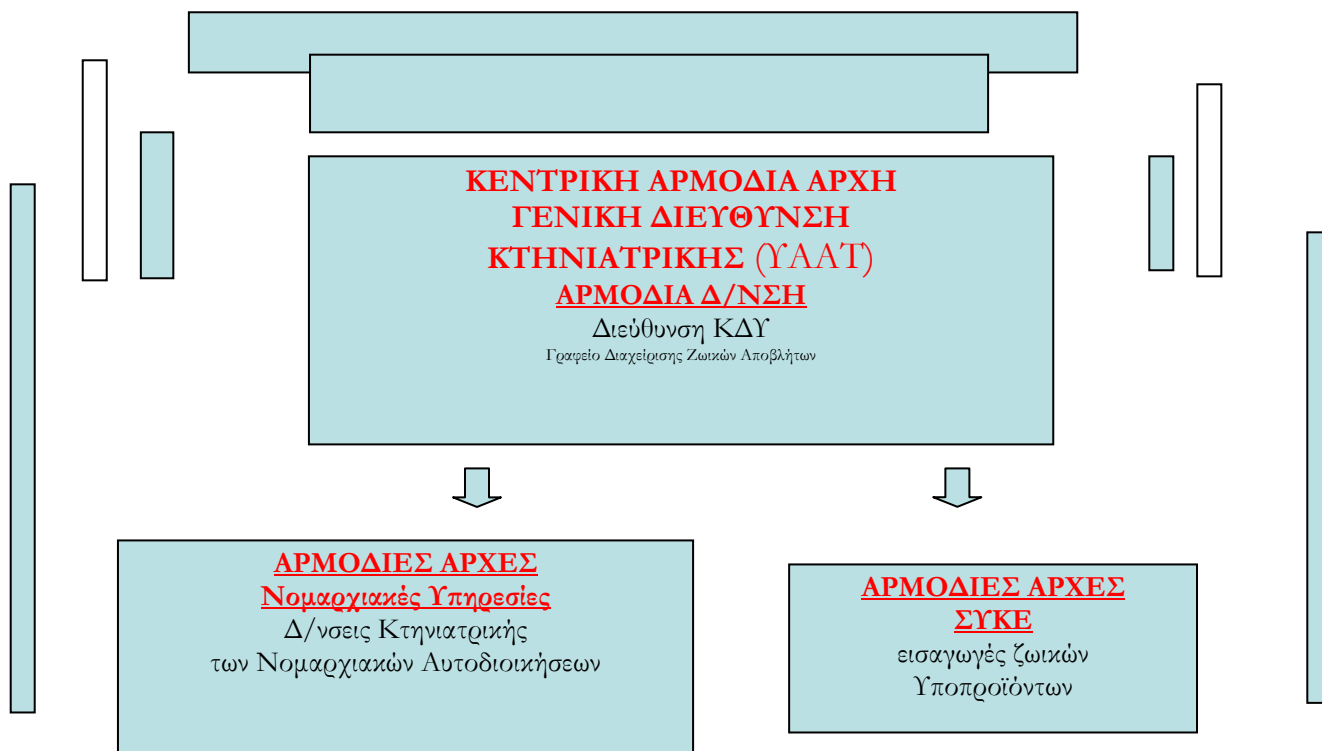 ΚΕΝΤΡΙΚΗ ΑΡΜΟΔΙΑ ΑΡΧΗ
ΓΕΝΙΚΗ ΔΙΕΥΘΥΝΣΗ
ΚΤΗΝΙΑΤΡΙΚΗΣ (ΥΑΑΤ)
ΑΡΜΟΔΙΑ Δ/ΝΣΗ
Διεύθυνση ΚΔΥ
Γραφείο Διαχείρισης Ζωικών Αποβλήτων
ΑΡΜΟΔΙΕΣ ΑΡΧΕΣ
Νομαρχιακές Υπηρεσίες
Δ/νσεις Κτηνιατρικής
των Νομαρχιακών Αυτοδιοικήσεων
ΑΡΜΟΔΙΕΣ ΑΡΧΕΣ
ΣΥΚΕ
εισαγωγές ζωικών
Υποπροϊόντων